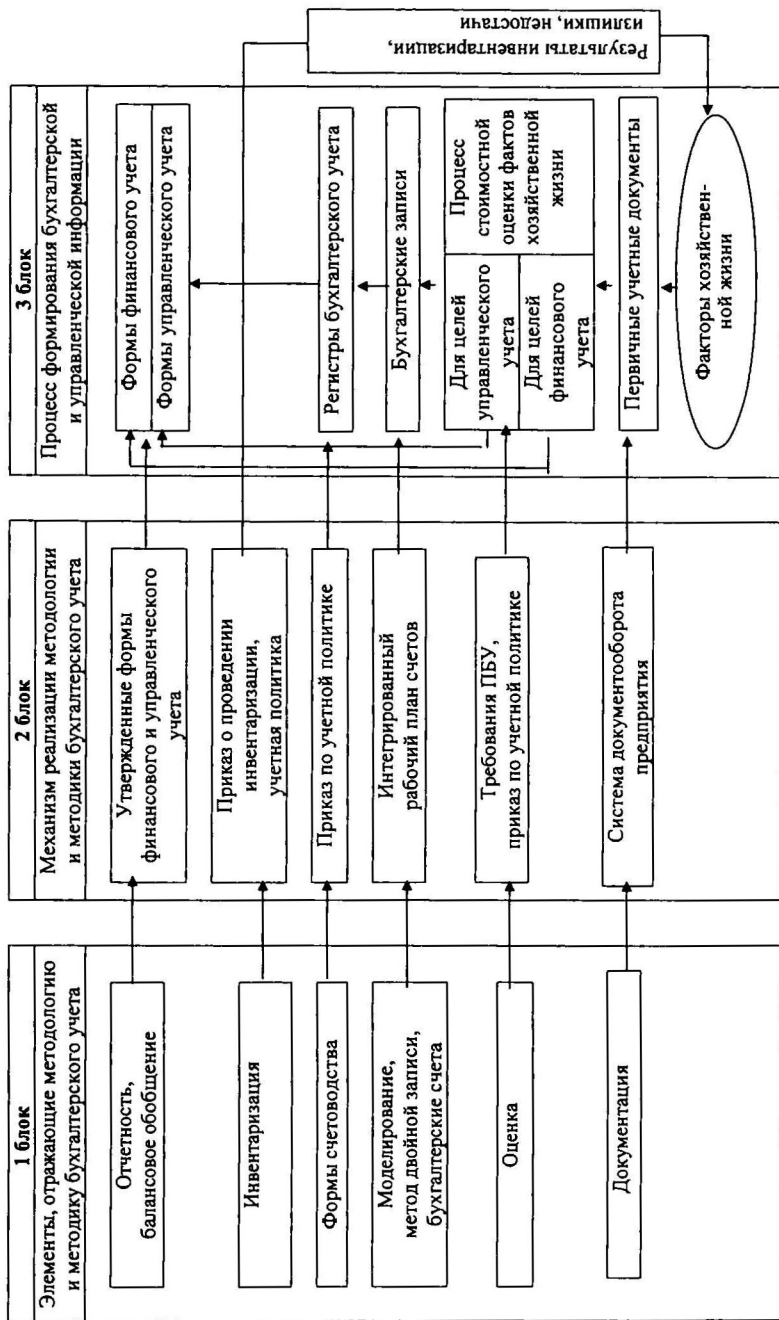 1 блок
Элементы, отражающие методологию
и методику бухгалтерского учета
Отчетность,
балансовое обобщение
Инвентаризация
Формы счетоводства
Моделирование,
метод двойной записи,
бухгалтерские счета
Оценка
Документация
2 блок
Механизм реализации методологии
и методики бухгалтерского учета
Утвержденные формы
финансового и управленческого
учета
Приказ о проведении
инвентаризации,
учетная политика
Приказ по учетной политике
Интегрированный
рабочий план счетов
Требования ПБУ,
приказ по учетной политике
Система документооборота
предприятия
3 блок
Процесс формирования бухгалтерской
и управленческой информации
Формы финансового учета
Формы управленческого учета
Регистры бухгалтерского учета
Бухгалтерские записи
Для целей
управленческого
учета
Для целей
финансового
учета
Процесс
стоимостной
оценки фактов
хозяйственной
жизни
Первичные учетные документы
Факторы хозяйствен-
ной жизни
Результаты инвентаризации,
излишки, недостачи